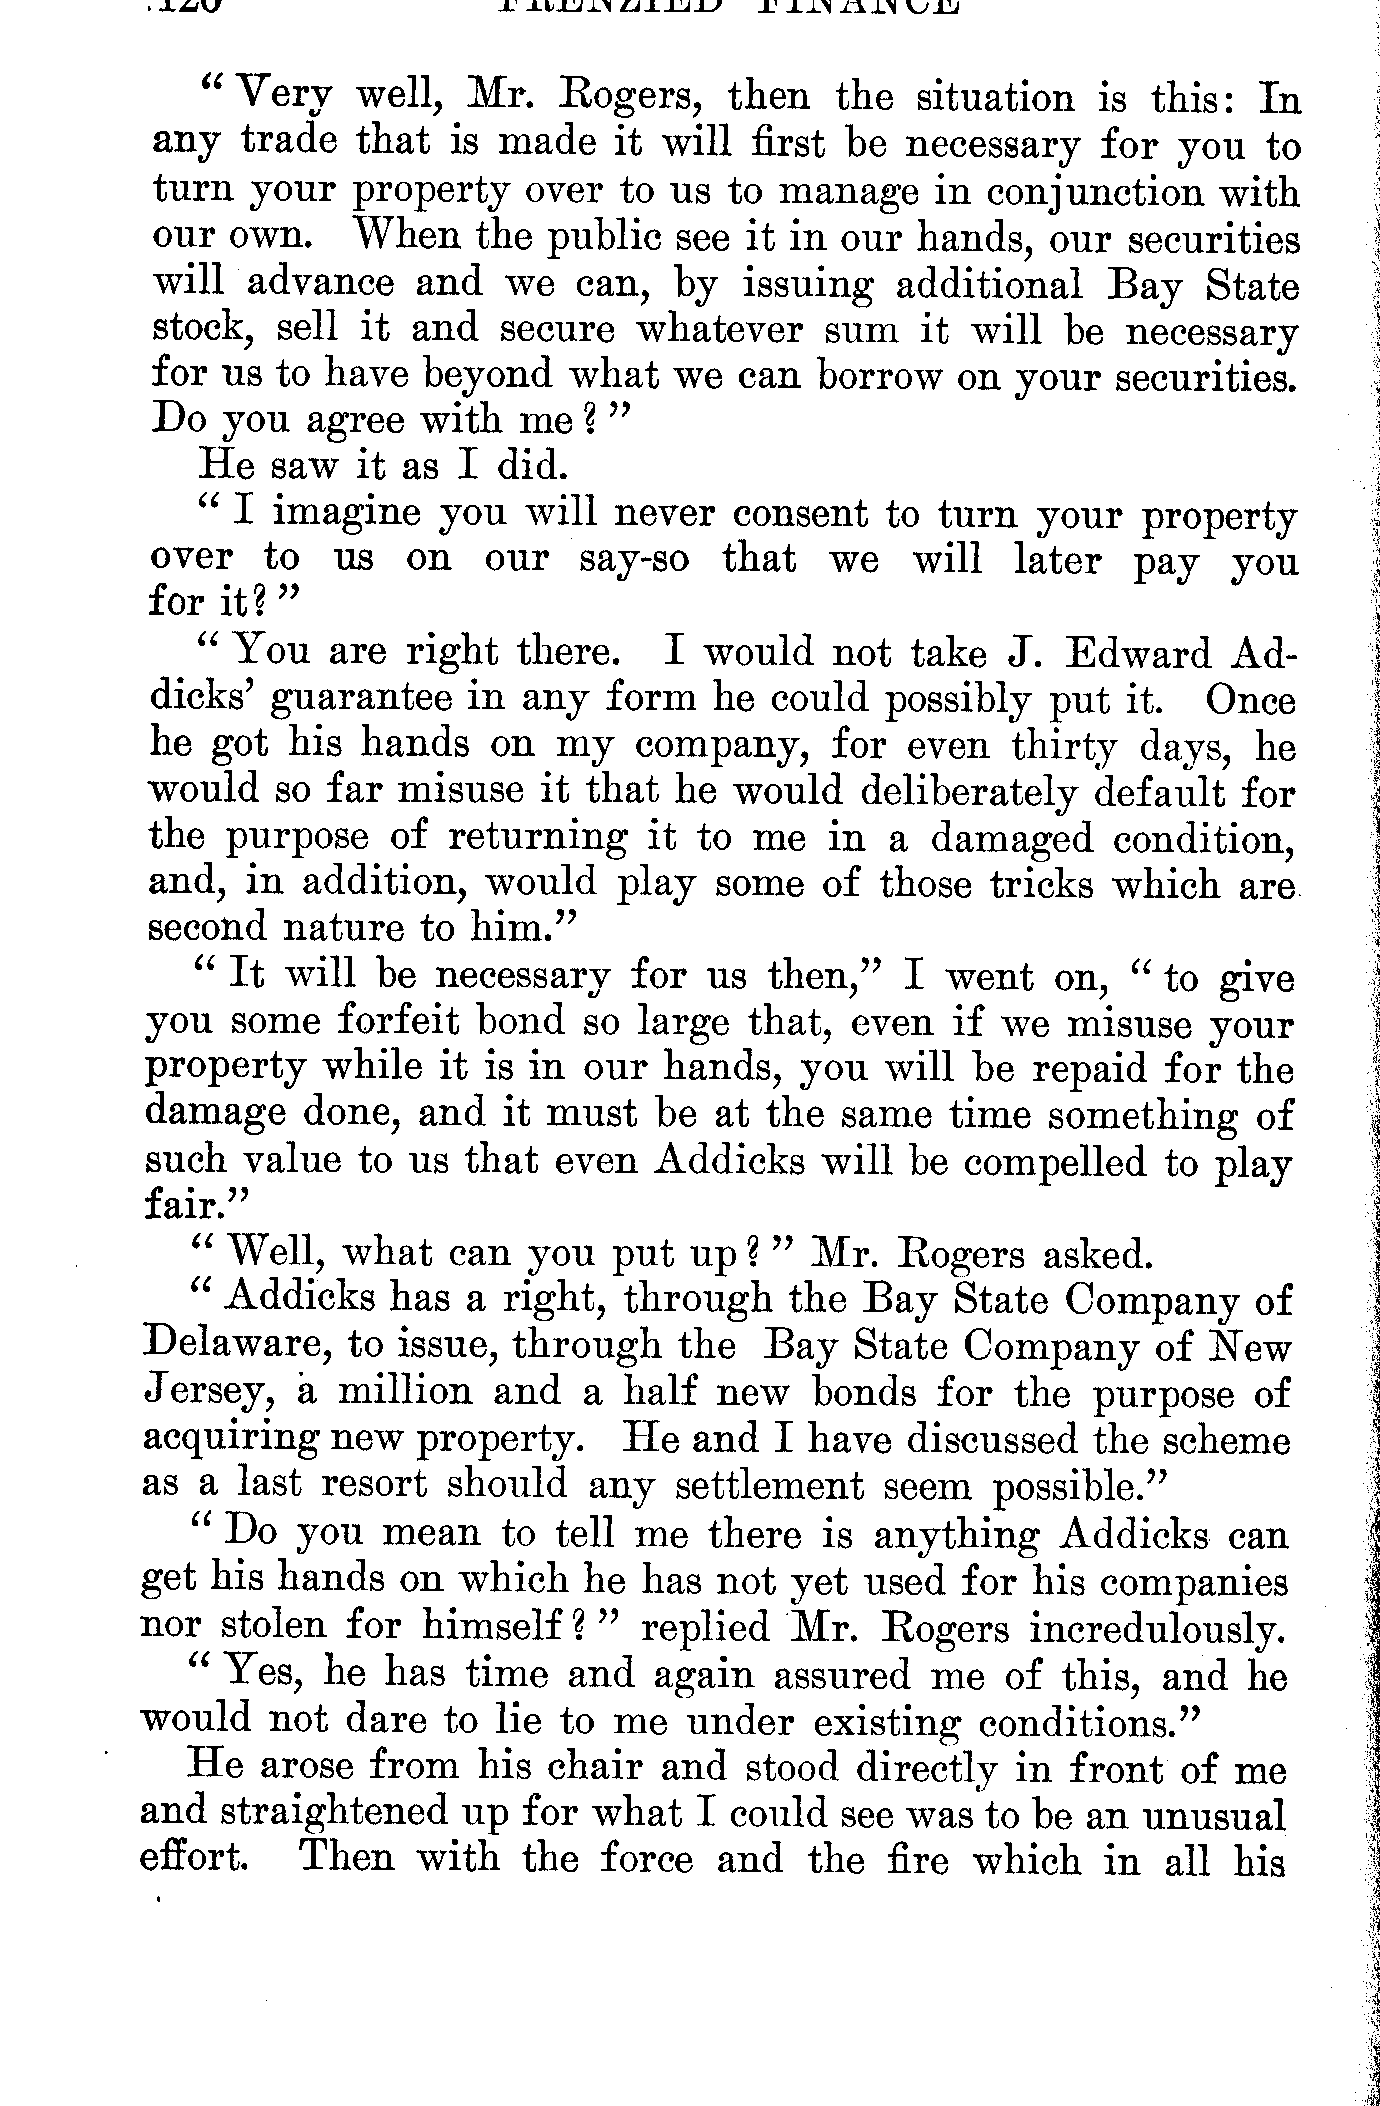 FRENZIED FINANCE
“ Very well, Mr. Rogers, then the situation is this: In
any trade that is made it will first be necessary for you to
turn your property over to us to manage in conjunction with
our own. When the public see it in our hands, our securities
will advance and we can, by issuing additional Bay State
stock, sell it and secure whatever sum it will be necessary
for us to have beyond what we can borrow on your securities.
Do you agree with me ? ”
He saw it as I did.
“ I imagine you will never consent to turn your property
over to us on our say-so that we will later pay you
for it? ”
“ You are right there. I would not take J. Edward Ad-
dicks’ guarantee in any form he could possibly put it. Once
he got his hands on my company, for even thirty days, he
would so far misuse it that he would deliberately default for
the purpose of returning it to me in a damaged condition,
and, in addition, would play some of those tricks which are
second nature to him.”
“ It will be necessary for us then,” I went on, “ to give
you some forfeit bond so large that, even if we misuse your
property while it is in our hands, you will be repaid for the
damage done, and it must be at the same time something of
such value to us that even Addicks will be compelled to play
fair.”
“ Well, what can you put up ? ” Mr. Rogers asked.
“ Addicks has a right, through the Bay State Company of
Delaware, to issue, through the Bay State Company of New
Jersey, a million and a half new bonds for the purpose of
acquiring new property. He and I have discussed the scheme
as a last resort should any settlement seem possible.”
“ Do you mean to tell me there is anything Addicks can
get his hands on which he has not yet used for his companies
nor stolen for himself ? ” replied Mr. Rogers incredulously.
“ Yes, he has time and again assured me of this, and he
would not dare to lie to me under existing conditions.”
He arose from his chair and stood directly in front of me
and straightened up for what I could see was to be an unusual
effort. Then with the force and the fire which in all his